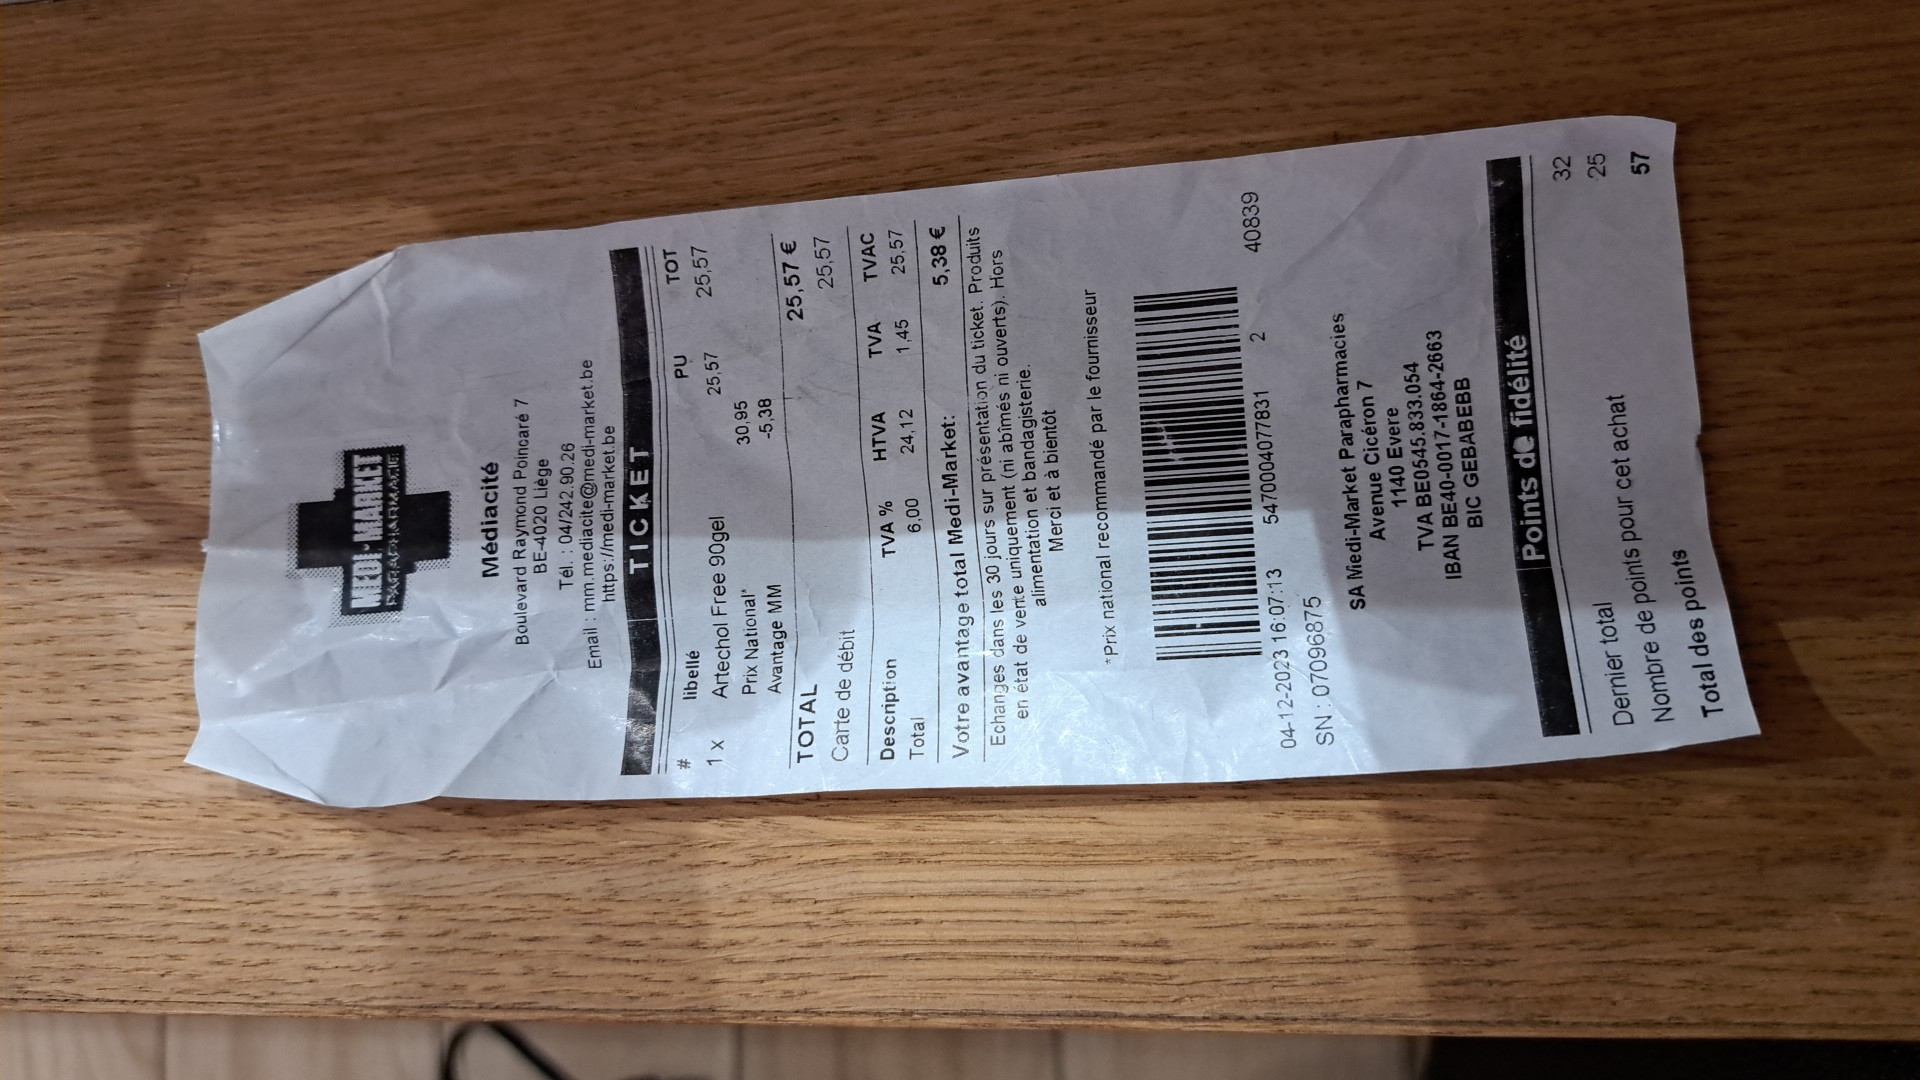 MEDI-MARKET
PARAPHARMACIE
Médiacité
Boulevard Raymond Poincaré 7
BE-4020 Liège
Tél. : 04/242.90.26
Email : mm.mediacite@medi-market.be
https://medi-market.be
TICKET
# libellé PU TOT
1 x Artechol Free 90gel 25,57 25,57
Prix National* 30,95
Avantage MM -5,38
TOTAL 25,57 €
Carte de débit 25,57
Description TVA % HTVA TVA TVAC
Total 6,00 24,12 1,45 25,57
Votre avantage total Medi-Market: 5,38 €
Echanges dans les 30 jours sur présentation du ticket. Produits
en état de vente uniquement (ni abîmés ni ouverts). Hors
alimentation et bandagisterie.
Merci et à bientôt
*Prix national recommandé par le fournisseur
04-12-2023 16:07:13 5470004077831 2 40839
SN : 07096875
SA Medi-Market Parapharmacies
Avenue Cicéron 7
1140 Evere
TVA BE0545.833.054
IBAN BE40-0017-1864-2663
BIC GEBABEBB
Points de fidélité
Dernier total 32
Nombre de points pour cet achat 25
Total des points 57